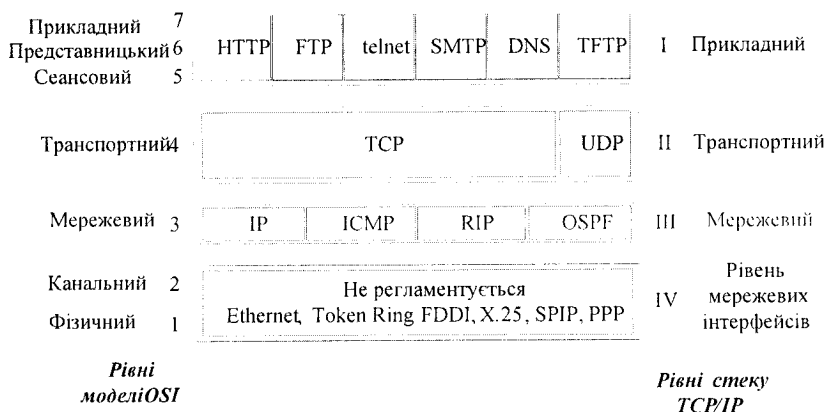 Прикладний 7
Представницький 6 HTTP FTP telnet SMTP DNS TFTP I Прикладний
Сеансовий 5
Транспортний 4 TCP UDP II Транспортний
Мережевий 3 IP ICMP RIP OSPF III Мережевий
Канальний 2 Не регламентується Рівень
IV мережевих
Фізичний 1 Ethernet, Token Ring FDDI, X.25, SPIP, PPP інтерфейсів
Рівні
моделіOSI
Рівні стеку
TCP/IP